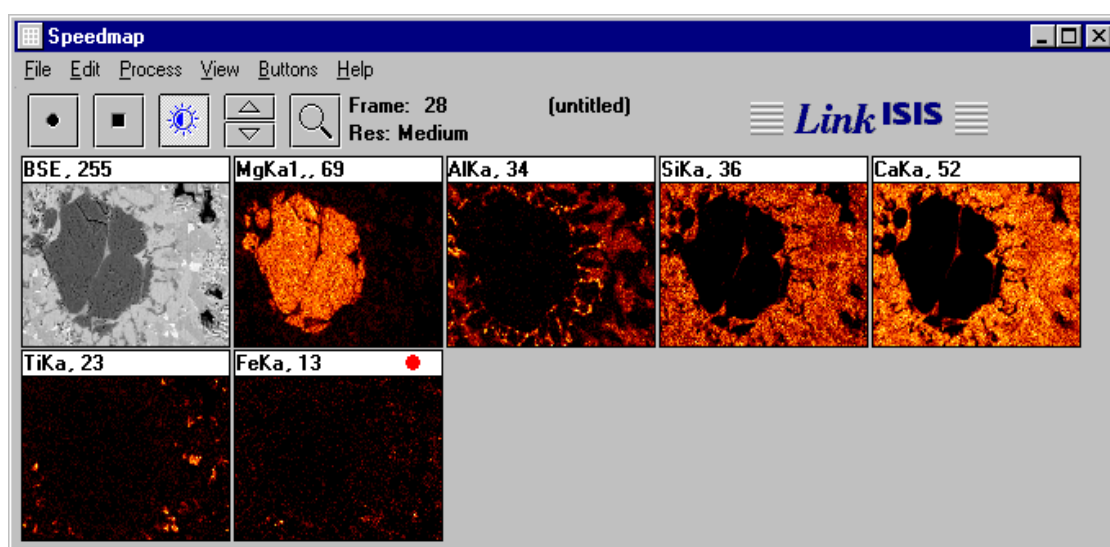 Speedmap
File Edit Process View Buttons Help
Frame: 28 (untitled)
Res: Medium
Link ISIS
BSE, 255 MgKa1,, 69 AlKa, 34 SiKa, 36 CaKa, 52
TiKa, 23 FeKa, 13